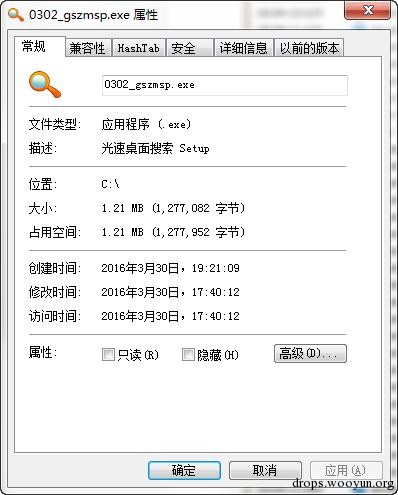 0302_gszmsp.exe 属性
常规 兼容性 HashTab 安全 详细信息 以前的版本
0302_gszmsp.exe
文件类型: 应用程序 (.exe)
描述: 光速桌面搜索 Setup
位置: C:\
大小: 1.21 MB (1,277,082 字节)
占用空间: 1.21 MB (1,277,952 字节)
创建时间: 2016年3月30日，19:21:09
修改时间: 2016年3月30日，17:40:12
访问时间: 2016年3月30日，17:40:12
属性: 只读(R) 隐藏(H) 高级(D)...
确定 取消 应用(A)
drops.wooyun.org